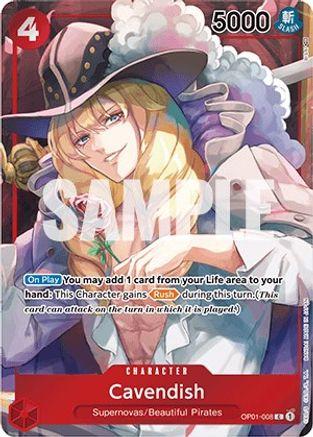 4
5000
斬
SLASH
SAMPLE
On Play You may add 1 card from your Life area to your
hand: This Character gains Rush during this turn.(This
card can attack on the turn in which it is played.)
CHARACTER
Cavendish
Supernovas/Beautiful Pirates
OP01-008 C 1